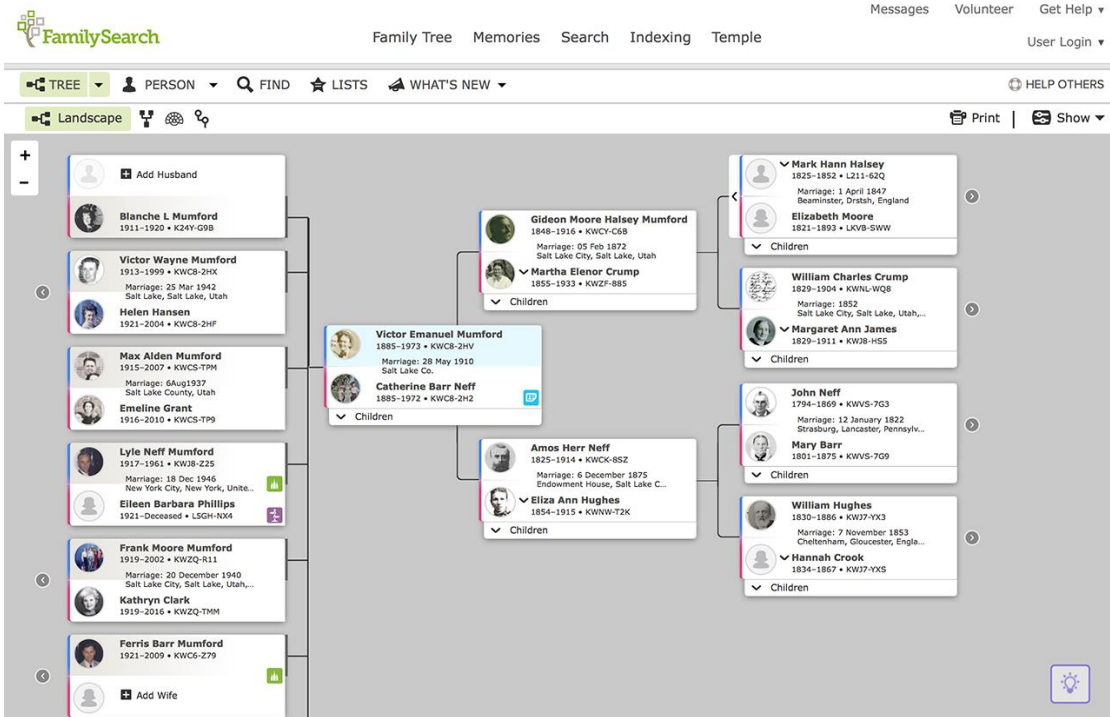 Messages Volunteer Get Help
FamilySearch
Family Tree Memories Search Indexing Temple
User Login
TREE PERSON FIND LISTS WHAT'S NEW HELP OTHERS
Landscape Print | Show
+
−
Add Husband
Blanche L Mumford
1911–1920 • K24Y-G9B
Victor Wayne Mumford
1913–1999 • KWC8-2HX
Marriage: 25 Mar 1942
Salt Lake, Salt Lake, Utah
Helen Hansen
1921–2004 • KWC8-2HF
Max Alden Mumford
1915–2007 • KWCS-TPM
Marriage: 6Aug1937
Salt Lake County, Utah
Emeline Grant
1916–2010 • KWCS-TP9
Lyle Neff Mumford
1917–1961 • KWJ8-Z25
Marriage: 18 Dec 1946
New York City, New York, Unite...
Eileen Barbara Phillips
1921–Deceased • L5GH-NX4
Frank Moore Mumford
1919–2002 • KWZQ-R11
Marriage: 20 December 1940
Salt Lake City, Salt Lake, Utah,...
Kathryn Clark
1919–2016 • KWZQ-TMM
Ferris Barr Mumford
1921–2009 • KWC6-Z79
Add Wife
Victor Emanuel Mumford
1885–1973 • KWC8-2HV
Marriage: 28 May 1910
Salt Lake Co.
Catherine Barr Neff
1885–1972 • KWC8-2H2
Children
Gideon Moore Halsey Mumford
1848–1916 • KWCY-C6B
Marriage: 05 Feb 1872
Salt Lake City, Salt Lake, Utah
Martha Elenor Crump
1855–1933 • KWZF-885
Children
Amos Herr Neff
1825–1914 • KWCK-8SZ
Marriage: 6 December 1875
Endowment House, Salt Lake C...
Eliza Ann Hughes
1854–1915 • KWNW-T2K
Children
Mark Hann Halsey
1825–1852 • L211-62Q
Marriage: 1 April 1847
Beaminster, Drstsh, England
Elizabeth Moore
1821–1893 • LKVB-SWW
Children
William Charles Crump
1829–1904 • KWNL-WQ8
Marriage: 1852
Salt Lake City, Salt Lake, Utah,...
Margaret Ann James
1829–1911 • KWJ8-HS5
Children
John Neff
1794–1869 • KWVS-7G3
Marriage: 12 January 1822
Strasburg, Lancaster, Pennsylv...
Mary Barr
1801–1875 • KWVS-7G9
Children
William Hughes
1830–1886 • KWJ7-YX3
Marriage: 7 November 1853
Cheltenham, Gloucester, Engla...
Hannah Crook
1834–1867 • KWJ7-YXS
Children